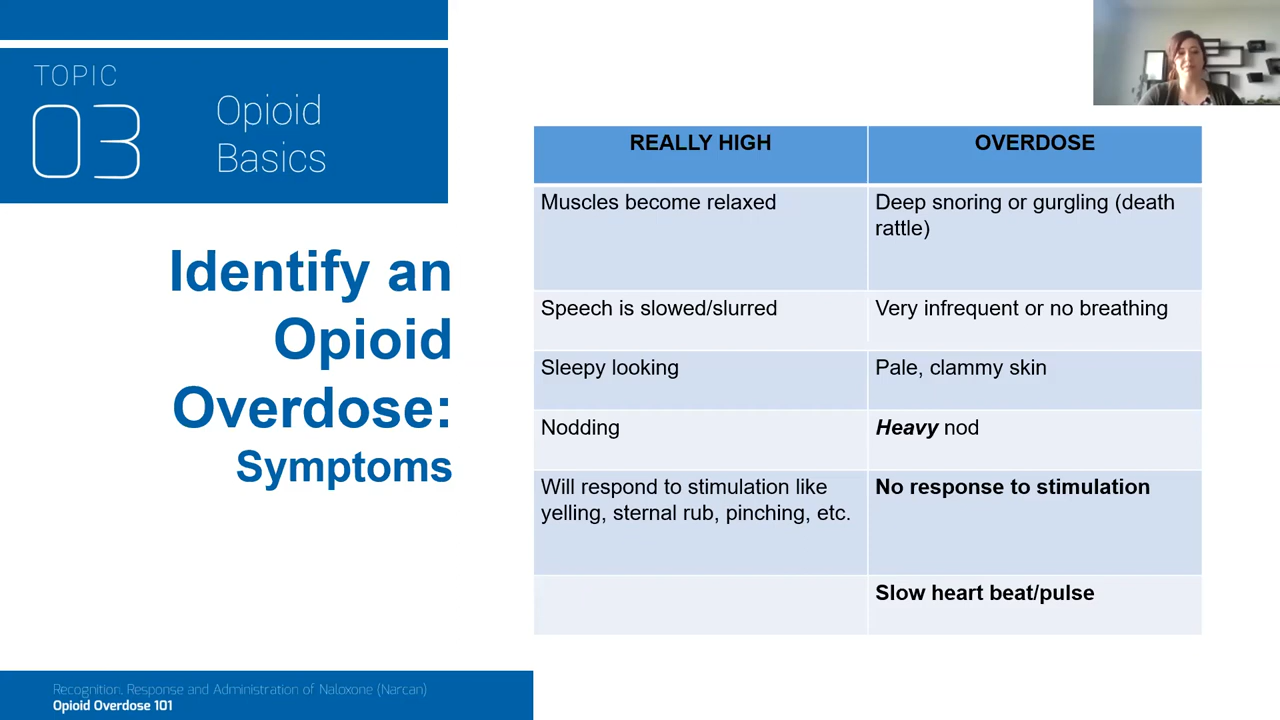 TOPIC
03
Opioid
Basics
Identify an
Opioid
Overdose:
Symptoms
REALLY HIGH
OVERDOSE
Muscles become relaxed
Deep snoring or gurgling (death
rattle)
Speech is slowed/slurred
Very infrequent or no breathing
Sleepy looking
Pale, clammy skin
Nodding
Heavy nod
Will respond to stimulation like
yelling, sternal rub, pinching, etc.
No response to stimulation
Slow heart beat/pulse
Recognition, Response and Administration of Naloxone (Narcan)
Opioid Overdose 101